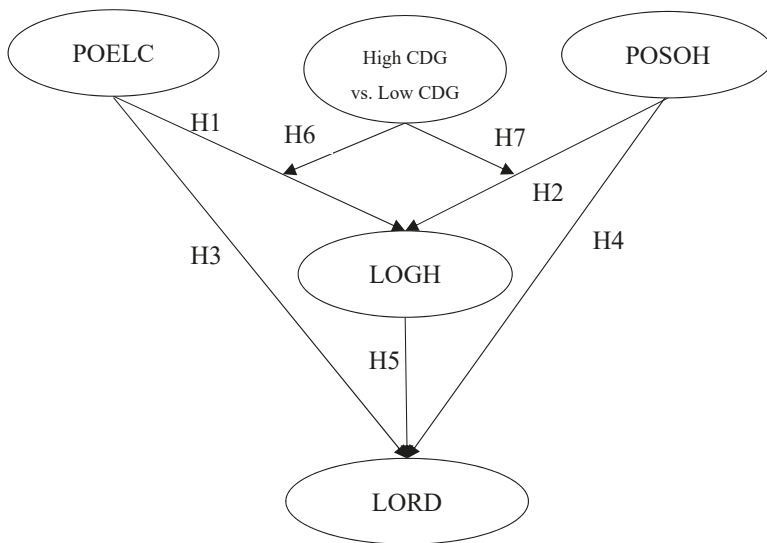 POELC
High CDG
vs. Low CDG
POSOH
H1
H6
H7
H2
H3
H4
LOGH
H5
LORD